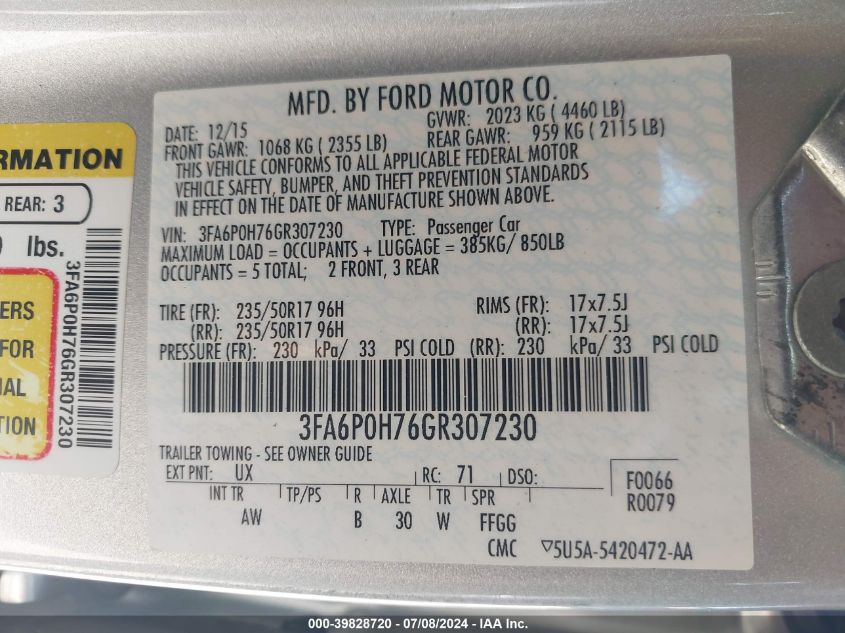 MFD. BY FORD MOTOR CO.
DATE: 12/15 GVWR: 2023 KG ( 4460 LB)
FRONT GAWR: 1068 KG ( 2355 LB) REAR GAWR: 959 KG ( 2115 LB)
THIS VEHICLE CONFORMS TO ALL APPLICABLE FEDERAL MOTOR
VEHICLE SAFETY, BUMPER, AND THEFT PREVENTION STANDARDS
IN EFFECT ON THE DATE OF MANUFACTURE SHOWN ABOVE.
VIN: 3FA6P0H76GR307230 TYPE: Passenger Car
MAXIMUM LOAD = OCCUPANTS + LUGGAGE = 385KG/ 850LB
OCCUPANTS = 5 TOTAL; 2 FRONT, 3 REAR
TIRE (FR): 235/50R17 96H RIMS (FR): 17x7.5J
(RR): 235/50R17 96H (RR): 17x7.5J
PRESSURE (FR): 230 kPa/ 33 PSI COLD (RR): 230 kPa/ 33 PSI COLD
3FA6P0H76GR307230
TRAILER TOWING - SEE OWNER GUIDE
EXT PNT: UX RC: 71 DSO: F0066
R0079
INT TR TP/PS R AXLE TR SPR
AW B 30 W FFGG
CMC ▽5U5A-5420472-AA
RMATION
REAR: 3
lbs.
3FA6P0H76GR307230
ERS
FOR
IAL
TION
000-39828720 - 07/08/2024 - IAA Inc.